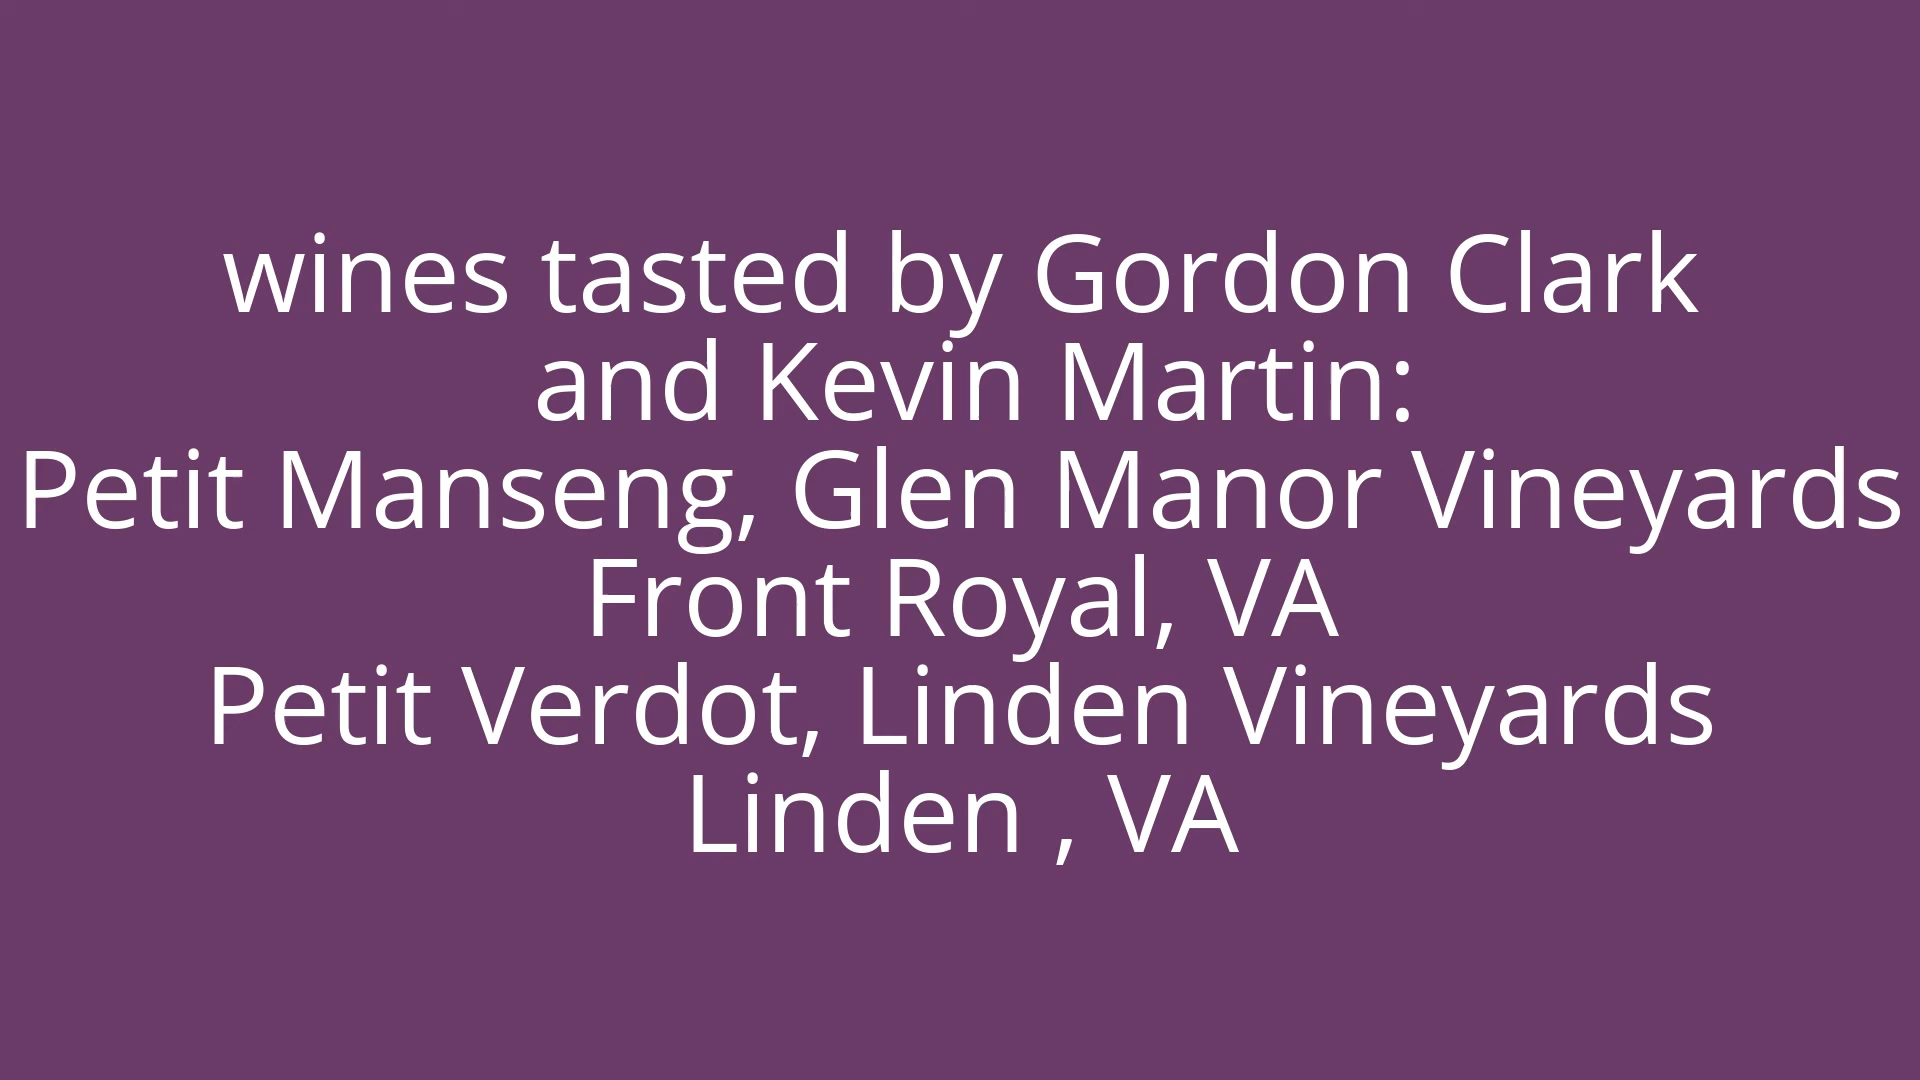 wines tasted by Gordon Clark
and Kevin Martin:
Petit Manseng, Glen Manor Vineyards
Front Royal, VA
Petit Verdot, Linden Vineyards
Linden , VA